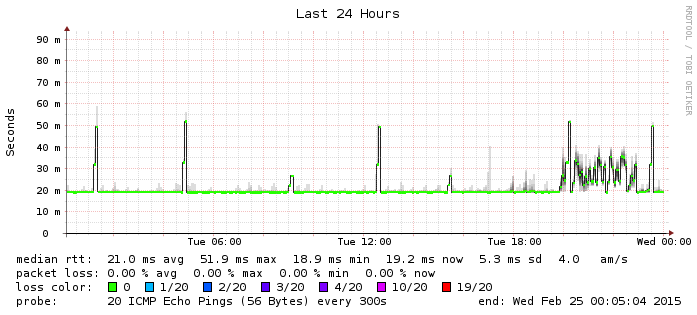 Last 24 Hours
RRDTOOL / TOBI OETIKER
Seconds
90 m
80 m
70 m
60 m
50 m
40 m
30 m
20 m
10 m
0
Tue 06:00 Tue 12:00 Tue 18:00 Wed 00:00
median rtt: 21.0 ms avg 51.9 ms max 18.9 ms min 19.2 ms now 5.3 ms sd 4.0 am/s
packet loss: 0.00 % avg 0.00 % max 0.00 % min 0.00 % now
loss color: 0 1/20 2/20 3/20 4/20 10/20 19/20
probe: 20 ICMP Echo Pings (56 Bytes) every 300s end: Wed Feb 25 00:05:04 2015